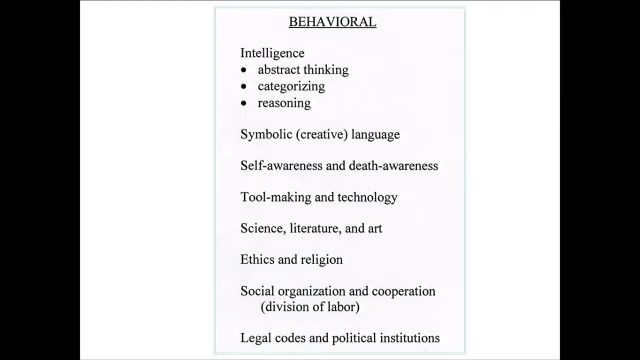 BEHAVIORAL
Intelligence
• abstract thinking
• categorizing
• reasoning
Symbolic (creative) language
Self-awareness and death-awareness
Tool-making and technology
Science, literature, and art
Ethics and religion
Social organization and cooperation
(division of labor)
Legal codes and political institutions